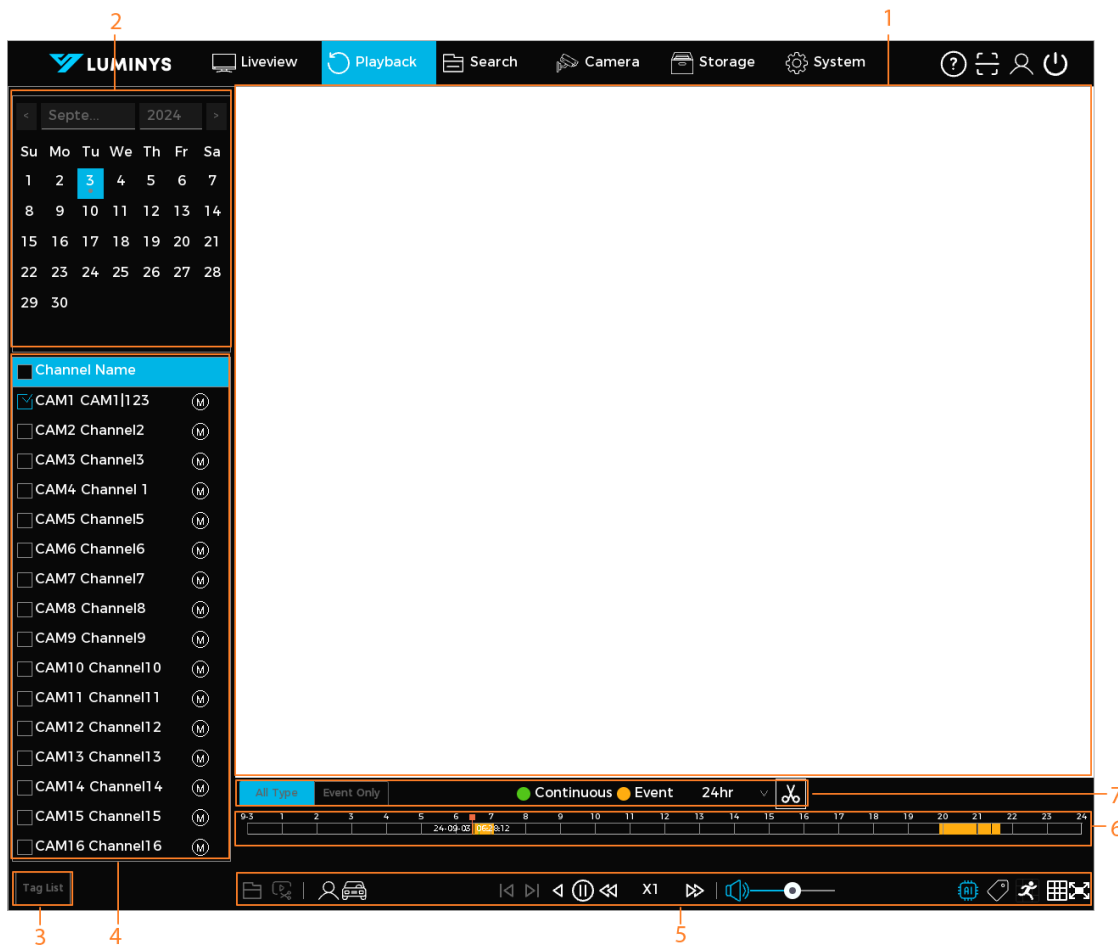 2 1
LUMINYS Liveview Playback Search Camera Storage System ?
< Septe... 2024 >
Su Mo Tu We Th Fr Sa
1 2 3 4 5 6 7
8 9 10 11 12 13 14
15 16 17 18 19 20 21
22 23 24 25 26 27 28
29 30
Channel Name
CAM1 CAM1|123 M
CAM2 Channel2 M
CAM3 Channel3 M
CAM4 Channel 1 M
CAM5 Channel5 M
CAM6 Channel6 M
CAM7 Channel7 M
CAM8 Channel8 M
CAM9 Channel9 M
CAM10 Channel10 M
CAM11 Channel11 M
CAM12 Channel12 M
CAM13 Channel13 M
CAM14 Channel14 M
CAM15 Channel15 M
CAM16 Channel16 M
All Type Event Only Continuous Event 24hr 7
9-3 1 2 3 4 5 6 7 8 9 10 11 12 13 14 15 16 17 18 19 20 21 22 23 24
24-09-03 06:28:12 6
Tag List X1 AI
3 4 5